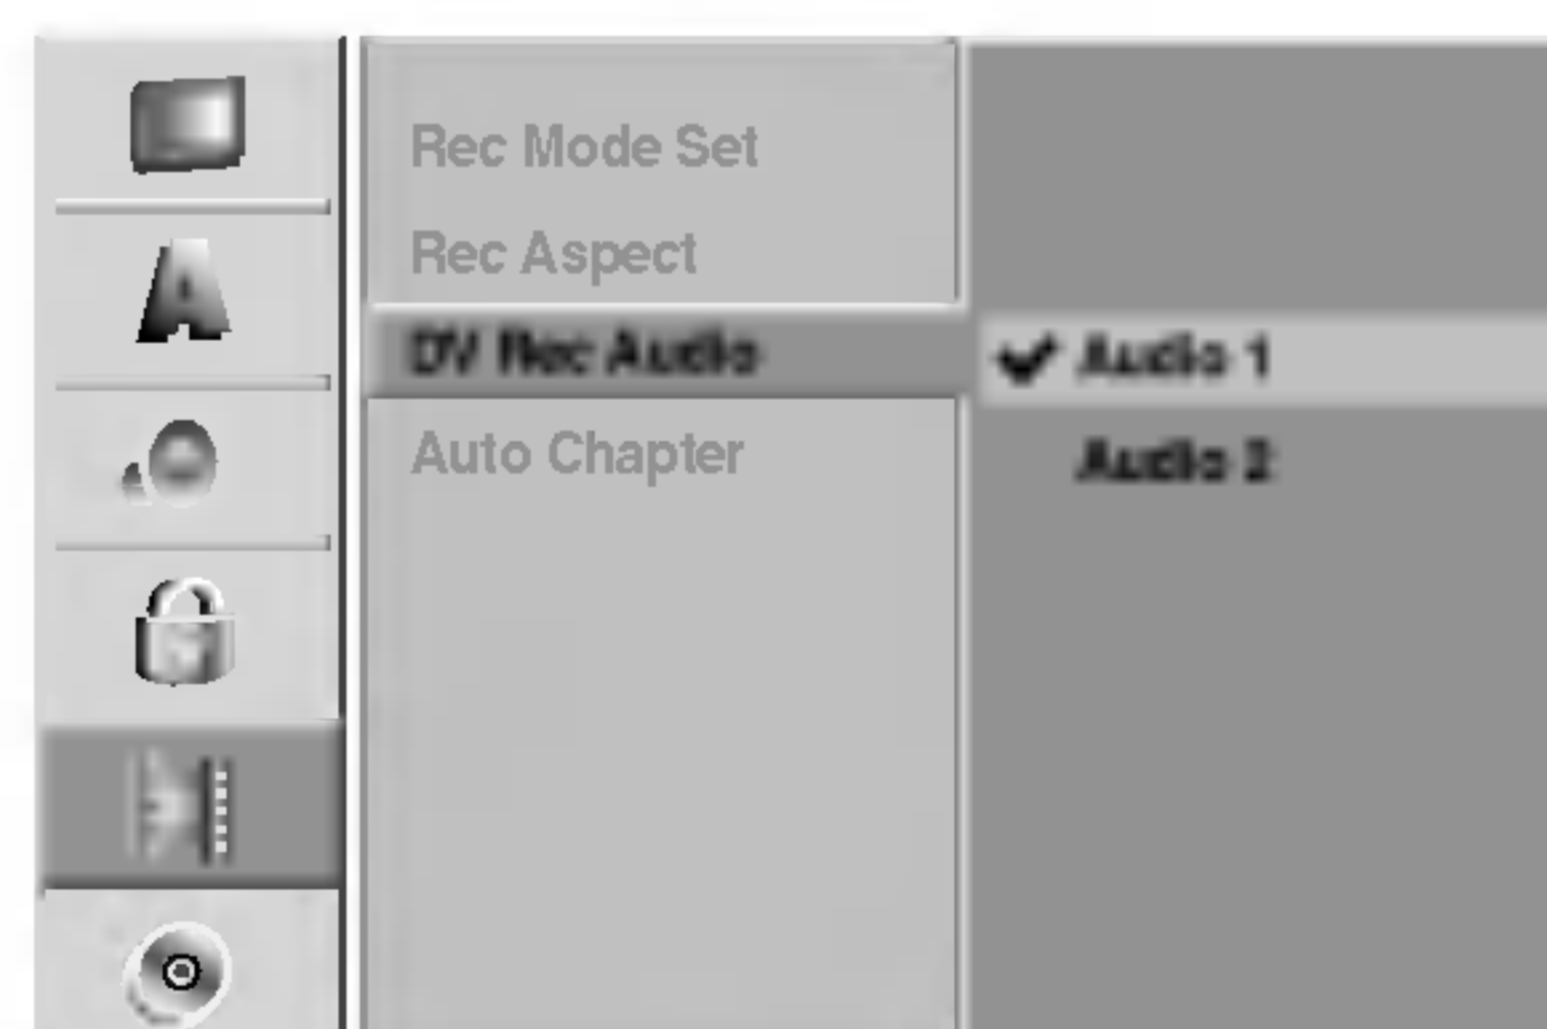 Rec Mode Set
Rec Aspect
DV Rec Audio
Auto Chapter
Audio 1
Audio 2